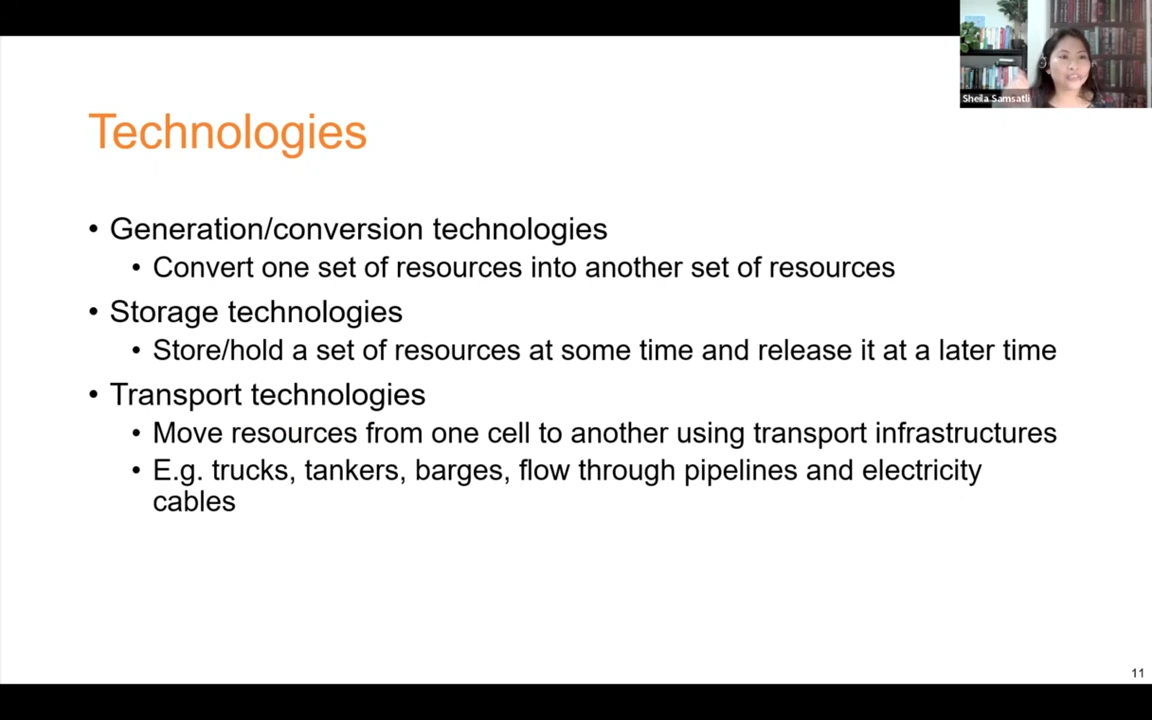 Sheila Samsatli
Technologies
• Generation/conversion technologies
• Convert one set of resources into another set of resources
• Storage technologies
• Store/hold a set of resources at some time and release it at a later time
• Transport technologies
• Move resources from one cell to another using transport infrastructures
• E.g. trucks, tankers, barges, flow through pipelines and electricity
cables
11